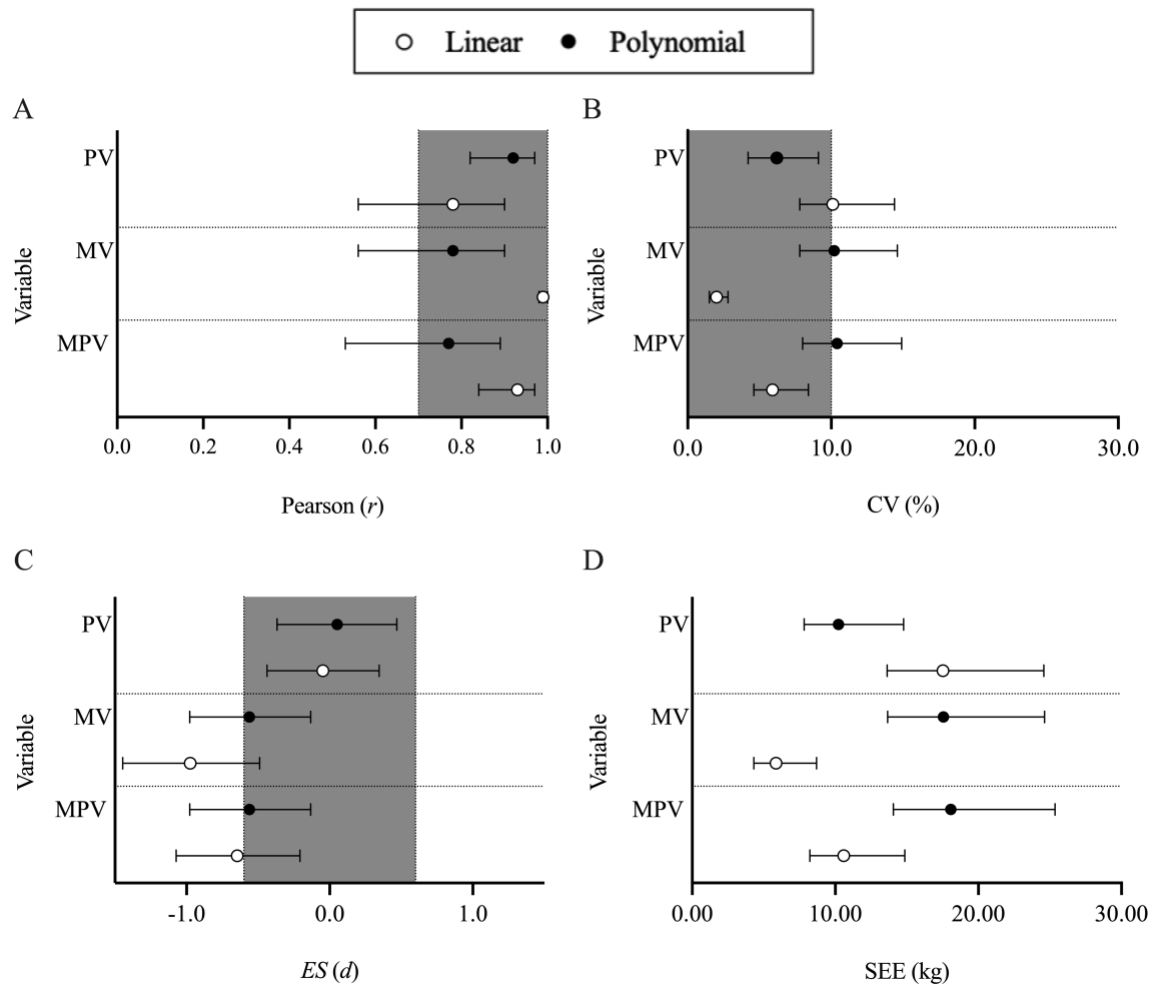 Linear Polynomial
A
PV
MV
MPV
Variable
0.0 0.2 0.4 0.6 0.8 1.0
Pearson (r)
B
PV
MV
MPV
Variable
0.0 10.0 20.0 30.0
CV (%)
C
PV
MV
MPV
Variable
-1.0 0.0 1.0
ES (d)
D
PV
MV
MPV
Variable
0.00 10.00 20.00 30.00
SEE (kg)